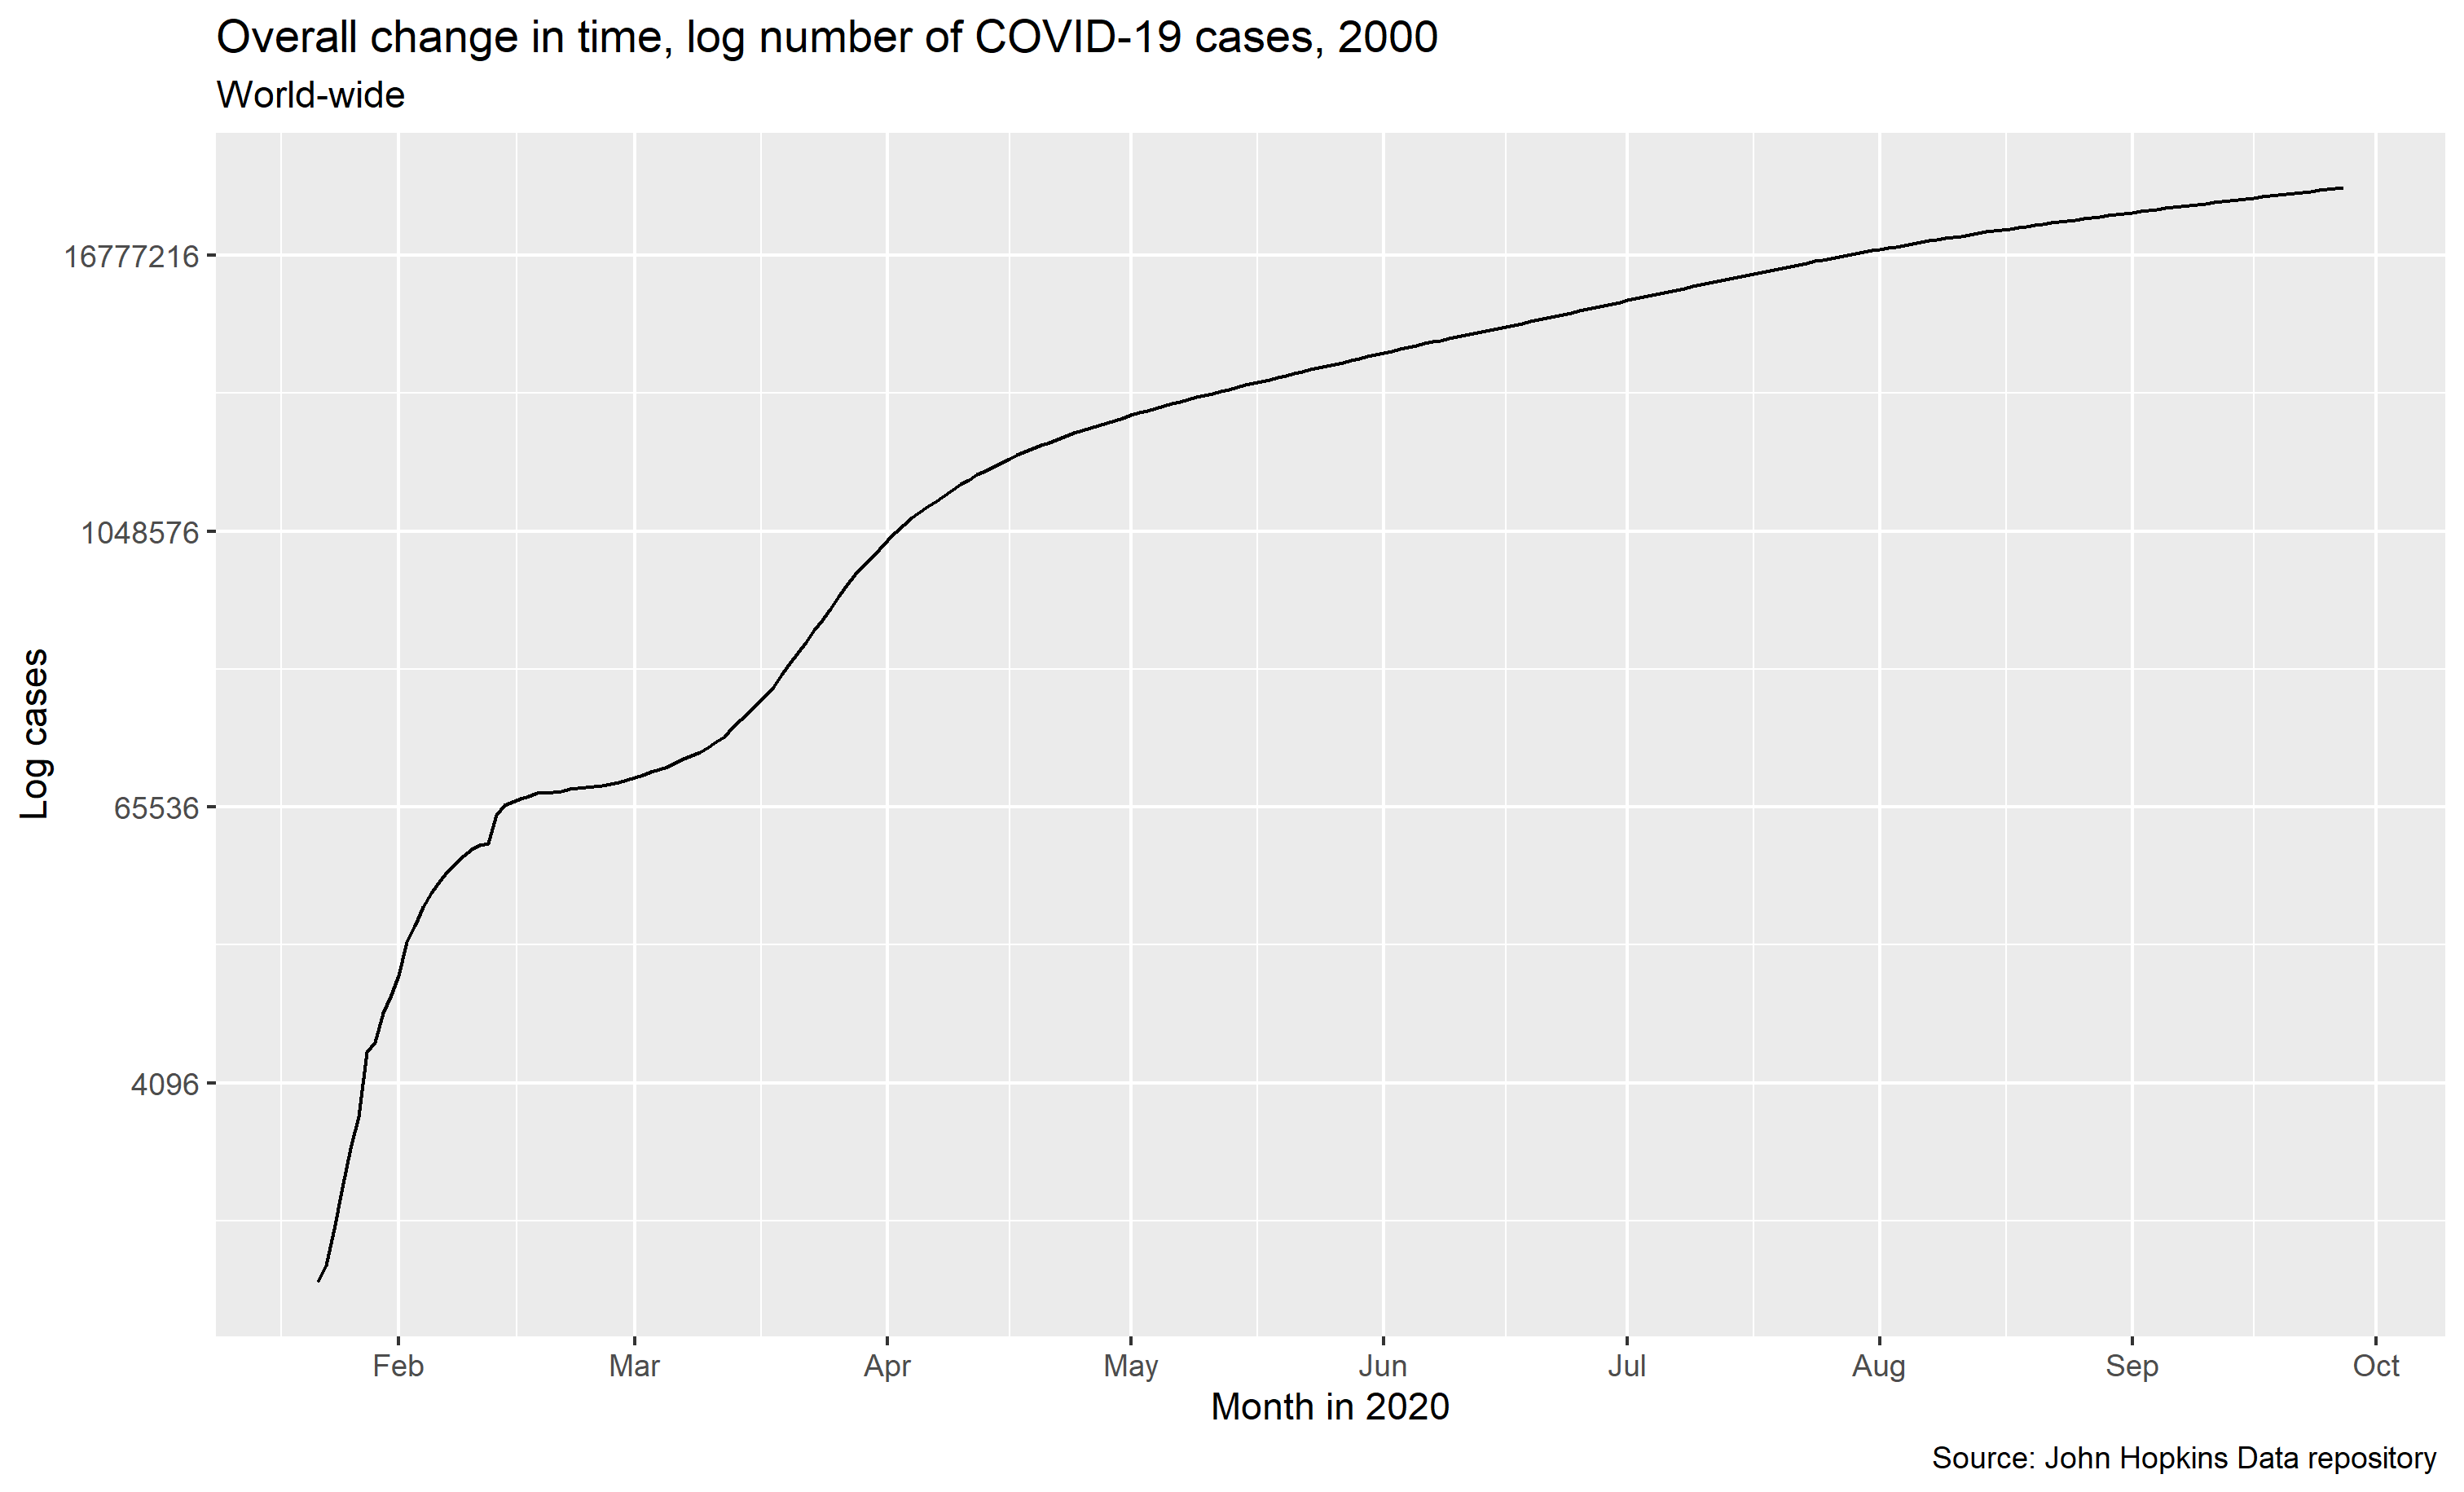 Overall change in time, log number of COVID-19 cases, 2000
World-wide
Log cases
16777216
1048576
65536
4096
Feb Mar Apr May Jun Jul Aug Sep Oct
Month in 2020
Source: John Hopkins Data repository